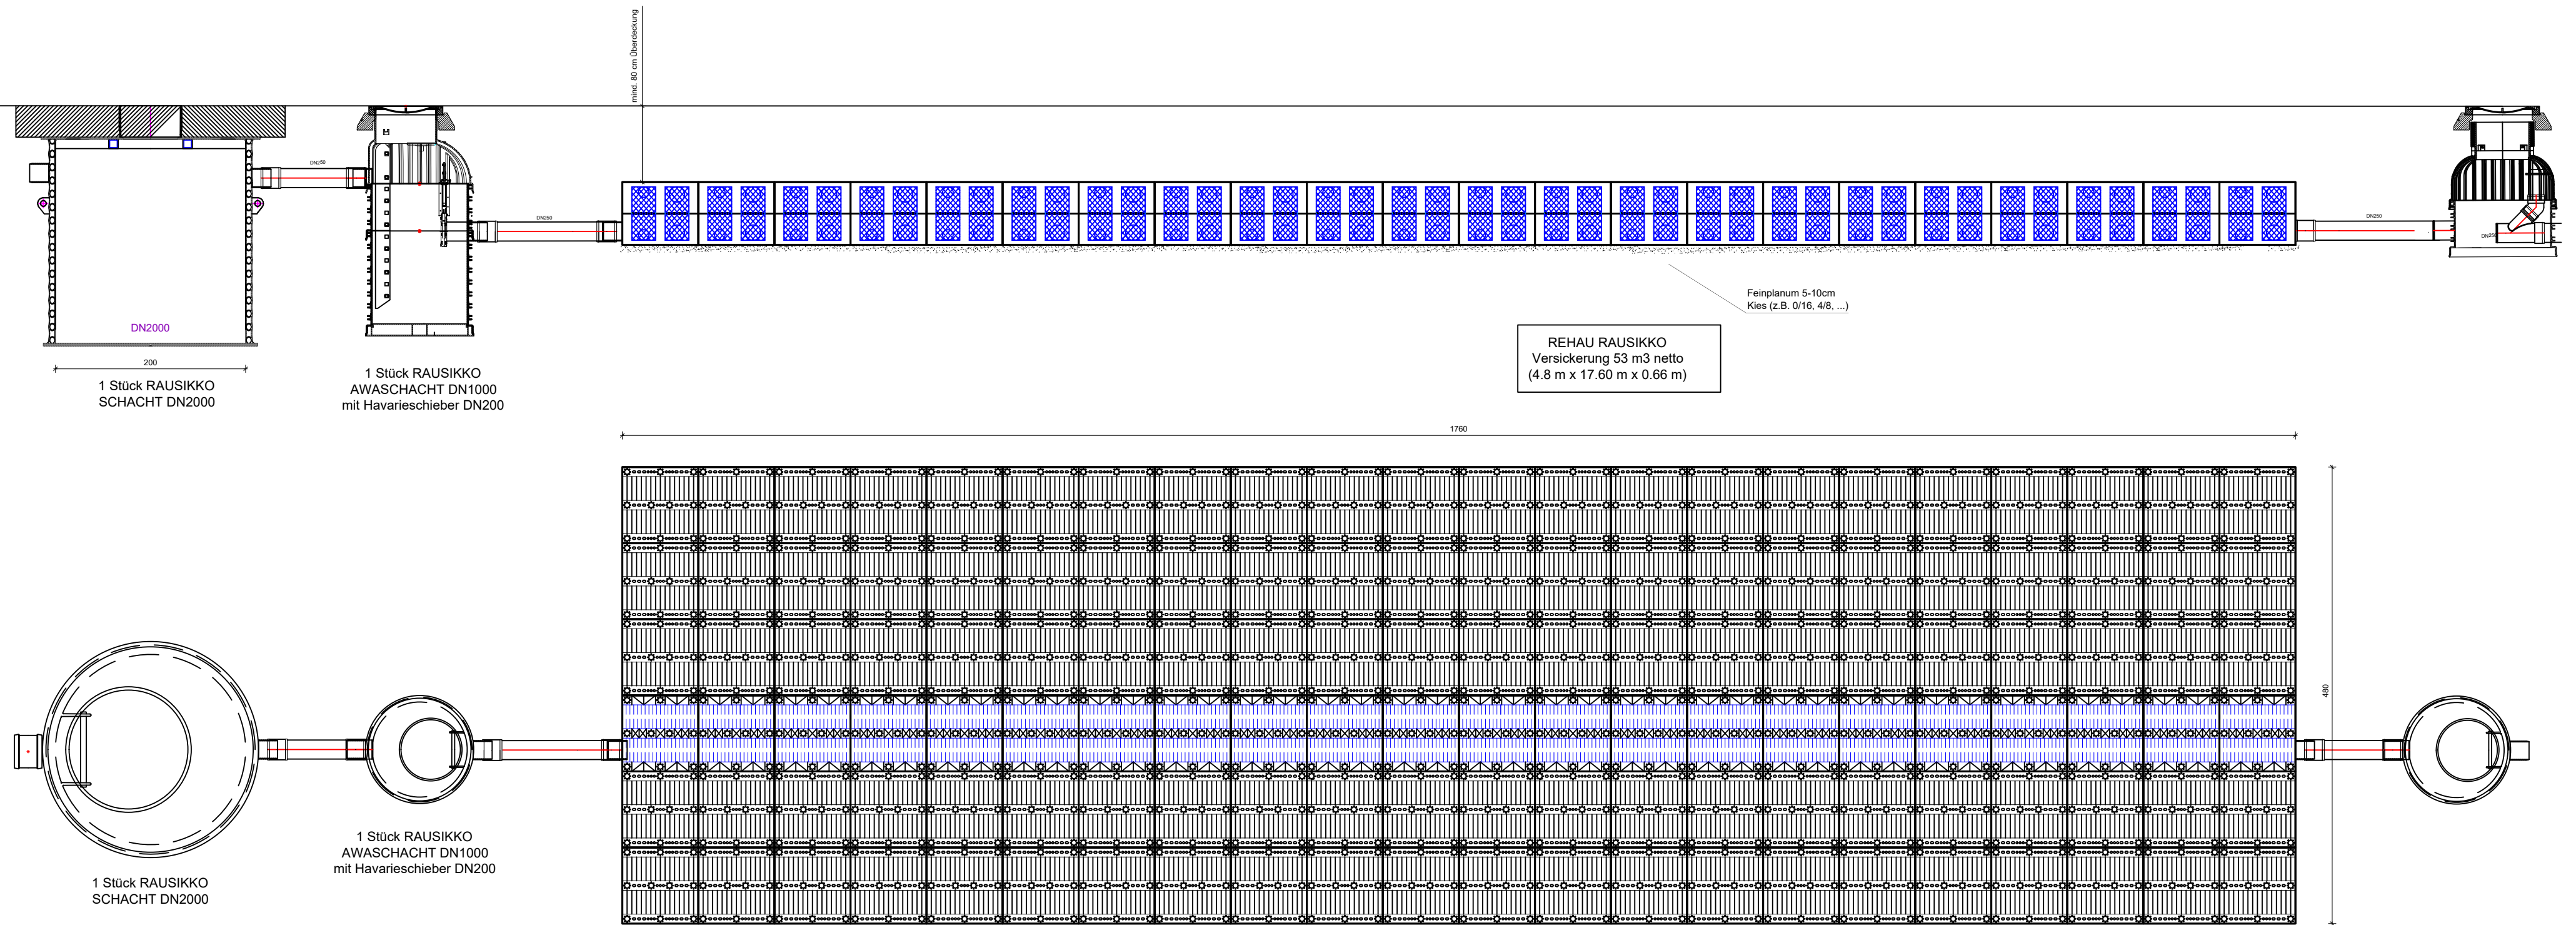 mind. 80 cm Überdeckung
DN250
DN250
DN250
DN250
DN2000
200
1 Stück RAUSIKKO
SCHACHT DN2000
1 Stück RAUSIKKO
AWASCHACHT DN1000
mit Havarieschieber DN200
Feinplanum 5-10cm
Kies (z.B. 0/16, 4/8, ...)
REHAU RAUSIKKO
Versickerung 53 m3 netto
(4.8 m x 17.60 m x 0.66 m)
1760
480
1 Stück RAUSIKKO
AWASCHACHT DN1000
mit Havarieschieber DN200
1 Stück RAUSIKKO
SCHACHT DN2000